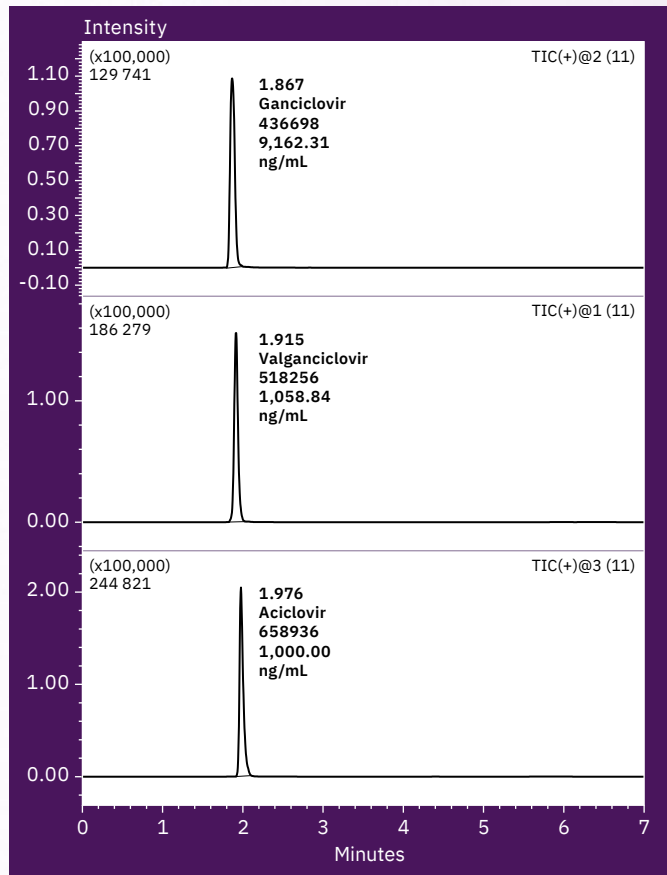 Intensity
(x100,000)
129 741
TIC(+)@2 (11)
1.10
0.90
0.70
0.50
0.30
0.10
-0.10
1.867
Ganciclovir
436698
9,162.31
ng/mL
(x100,000)
186 279
TIC(+)@1 (11)
1.00
0.00
1.915
Valganciclovir
518256
1,058.84
ng/mL
(x100,000)
244 821
TIC(+)@3 (11)
2.00
1.00
0.00
1.976
Aciclovir
658936
1,000.00
ng/mL
0 1 2 3 4 5 6 7
Minutes